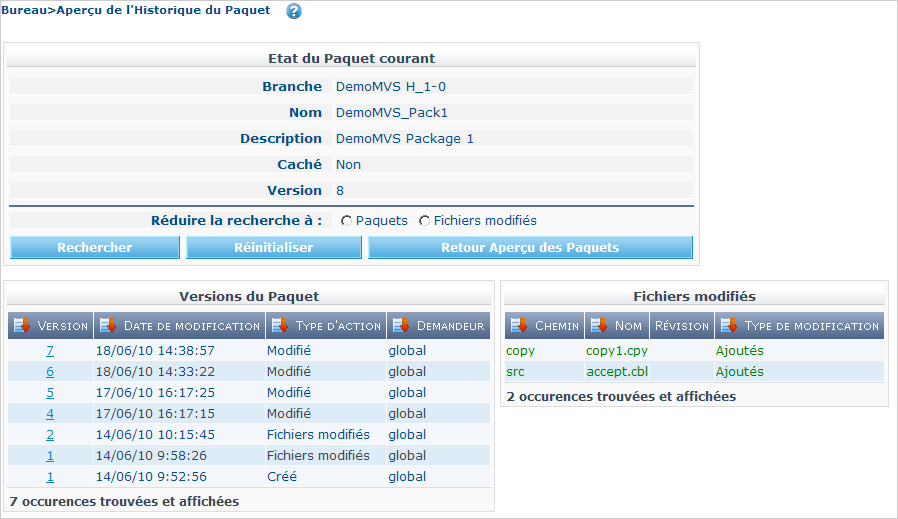 Bureau>Aperçu de l'Historique du Paquet ?
Etat du Paquet courant
Branche DemoMVS H_1-0
Nom DemoMVS_Pack1
Description DemoMVS Package 1
Caché Non
Version 8
Réduire la recherche à : Paquets Fichiers modifiés
Rechercher Réinitialiser Retour Aperçu des Paquets
Versions du Paquet
Version Date de modification Type d'action Demandeur
7 18/06/10 14:38:57 Modifié global
6 18/06/10 14:33:22 Modifié global
5 17/06/10 16:17:25 Modifié global
4 17/06/10 16:17:15 Modifié global
2 14/06/10 10:15:45 Fichiers modifiés global
1 14/06/10 9:58:26 Fichiers modifiés global
1 14/06/10 9:52:56 Créé global
7 occurences trouvées et affichées
Fichiers modifiés
Chemin Nom Révision Type de modification
copy copy1.cpy Ajoutés
src accept.cbl Ajoutés
2 occurences trouvées et affichées